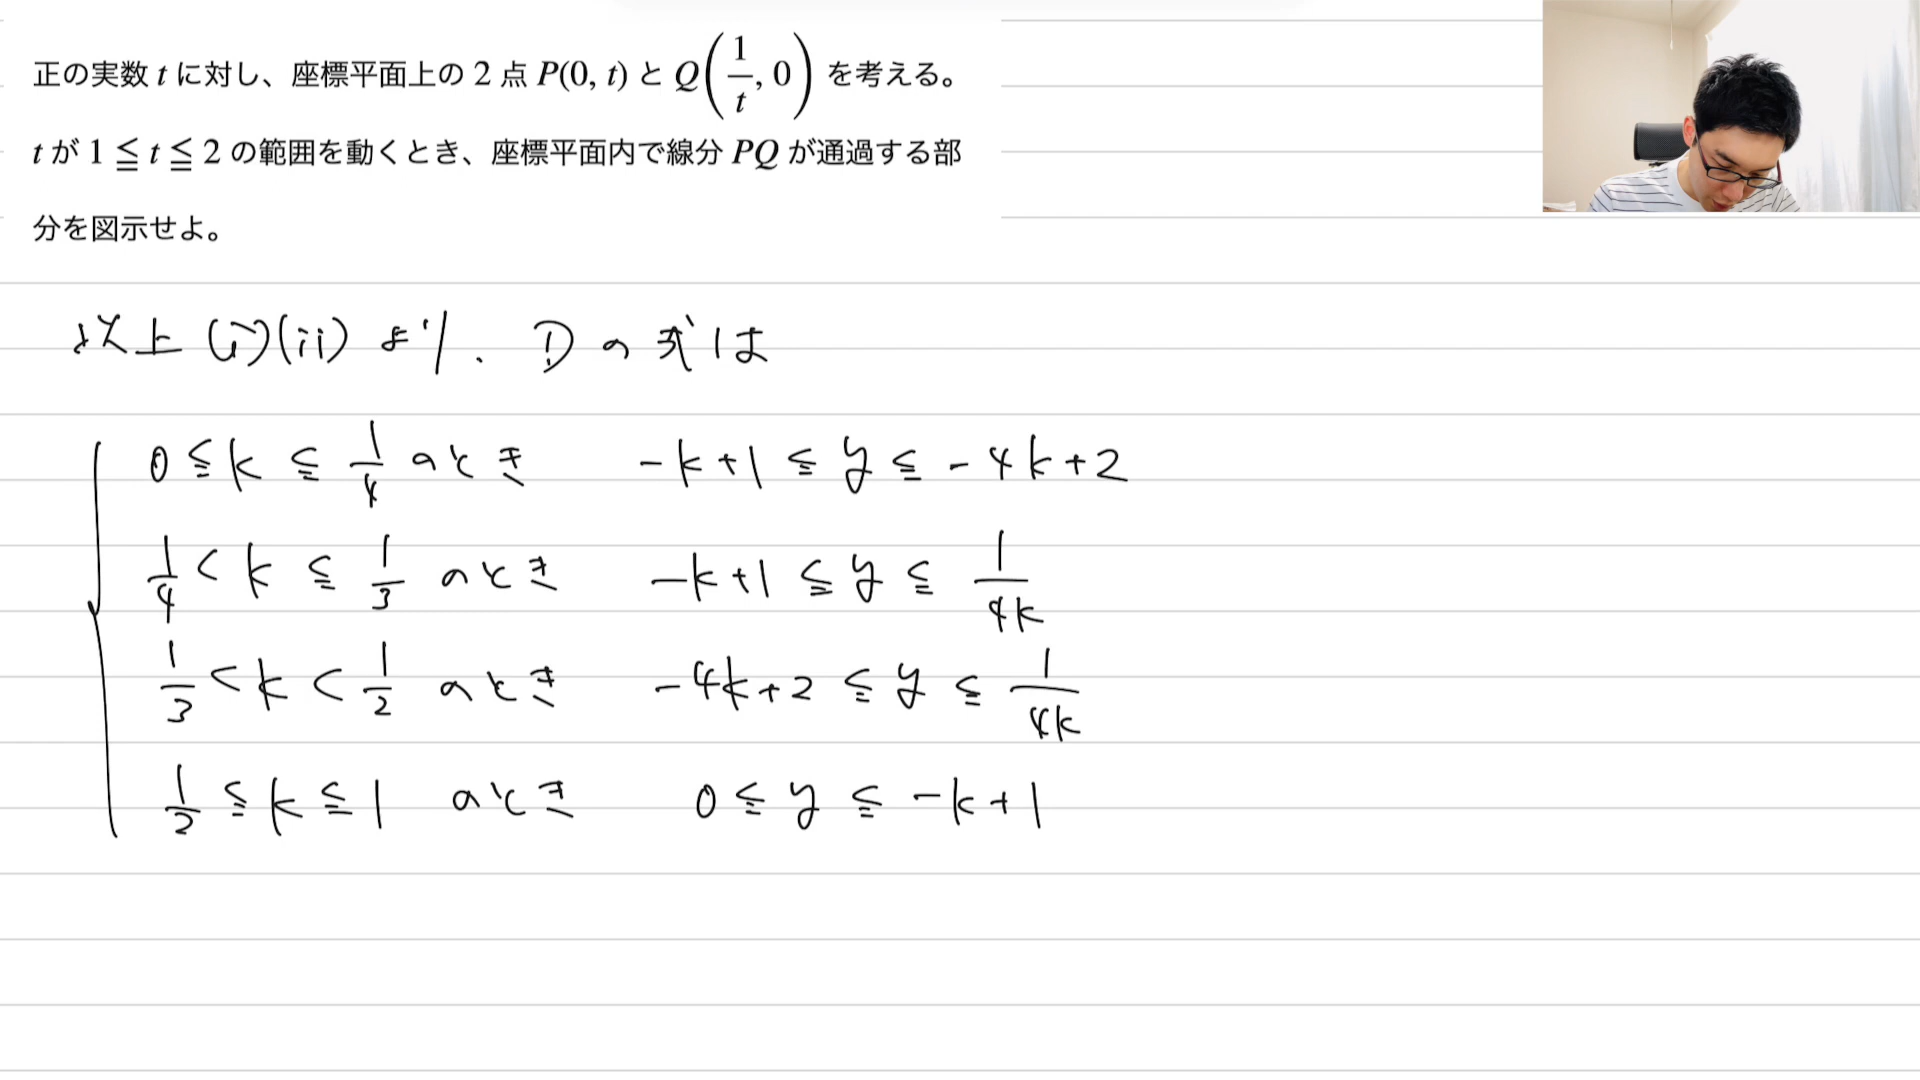 正の実数 t に対し、座標平面上の 2 点 P(0, t) と Q(1/t, 0) を考える。
t が 1 ≦ t ≦ 2 の範囲を動くとき、座標平面内で線分 PQ が通過する部
分を図示せよ。
以上 (i)(ii) より. D の式は
0 ≦ k ≦ 1/4 のとき -k+1 ≦ y ≦ -4k+2
1/4 < k ≦ 1/3 のとき -k+1 ≦ y ≦ 1/4k
1/3 < k < 1/2 のとき -4k+2 ≦ y ≦ 1/4k
1/2 ≦ k ≦ 1 のとき 0 ≦ y ≦ -k+1